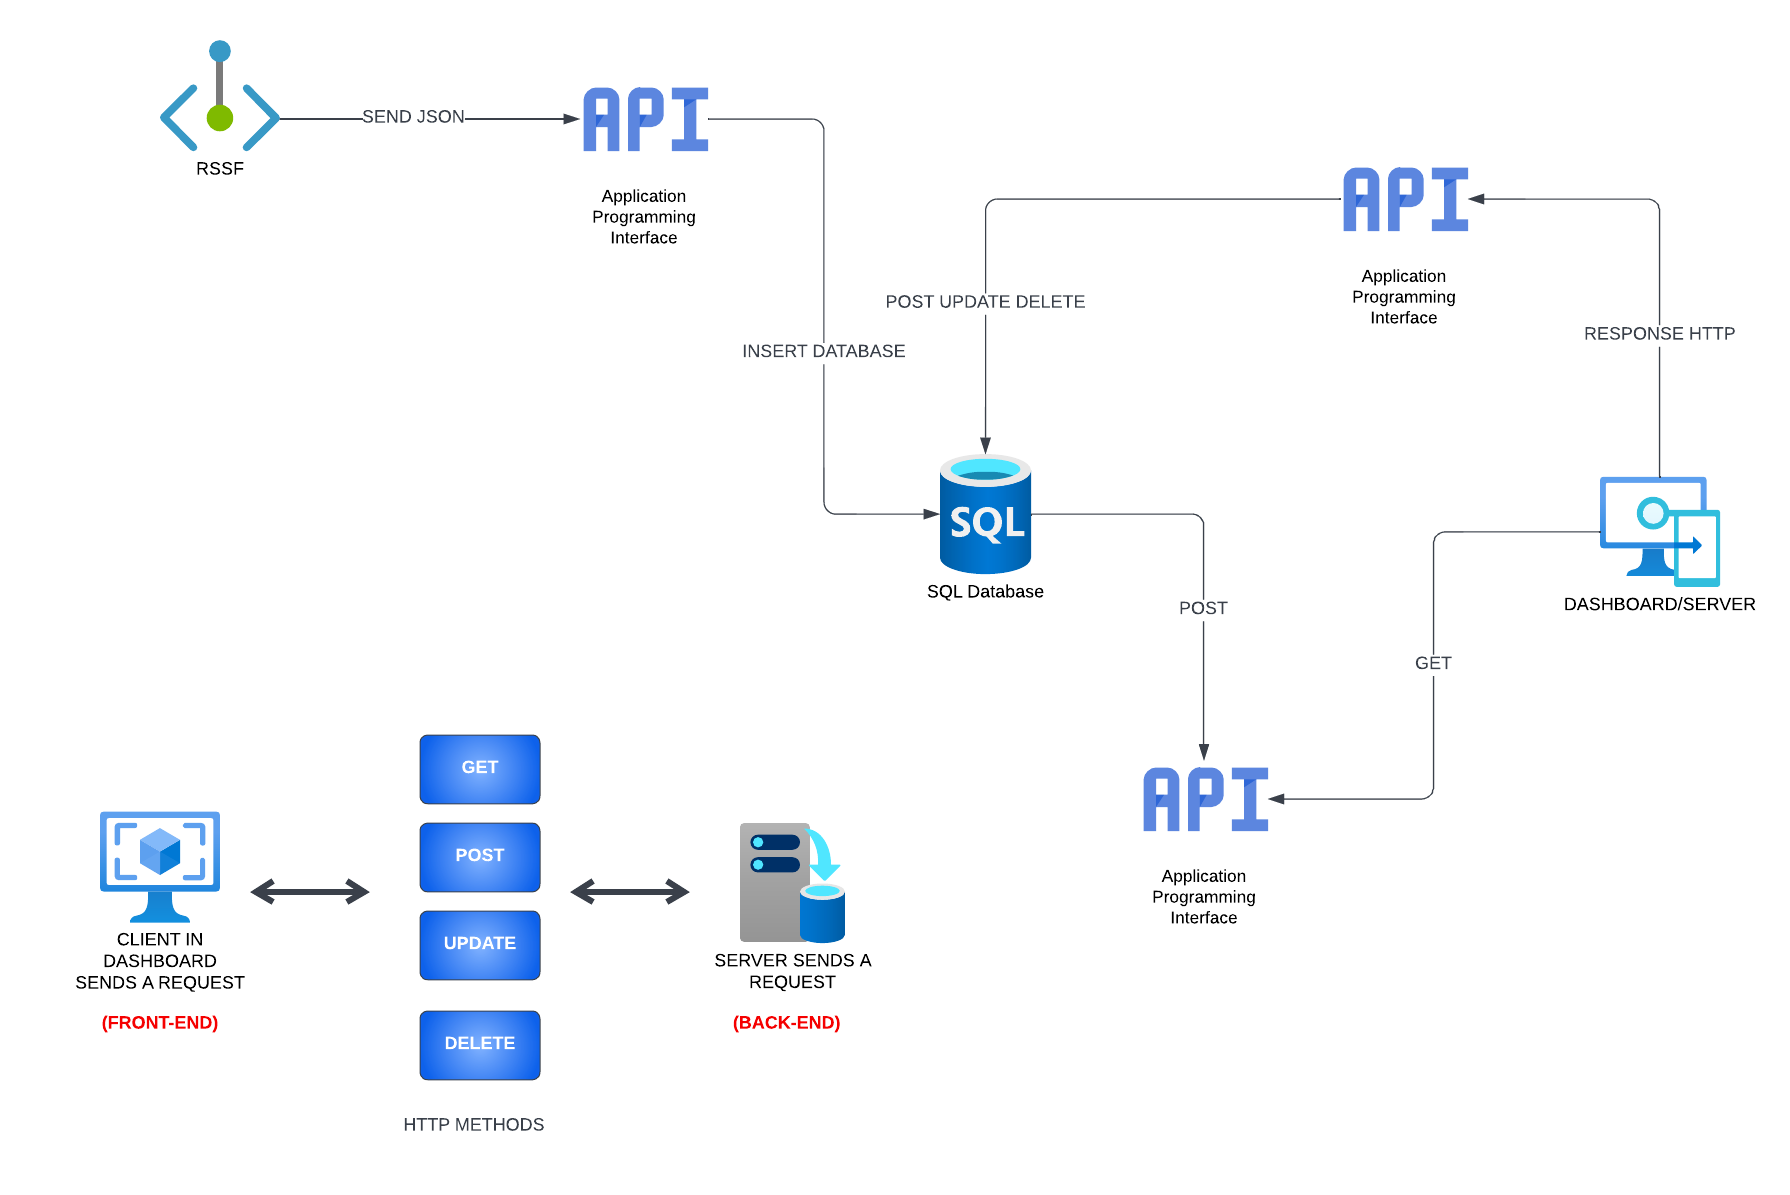 SEND JSON
API
RSSF
Application
Programming
Interface
API
Application
Programming
Interface
POST UPDATE DELETE
RESPONSE HTTP
INSERT DATABASE
SQL
SQL Database
DASHBOARD/SERVER
POST
GET
API
Application
Programming
Interface
GET
POST
UPDATE
DELETE
HTTP METHODS
CLIENT IN
DASHBOARD
SENDS A REQUEST
(FRONT-END)
SERVER SENDS A
REQUEST
(BACK-END)